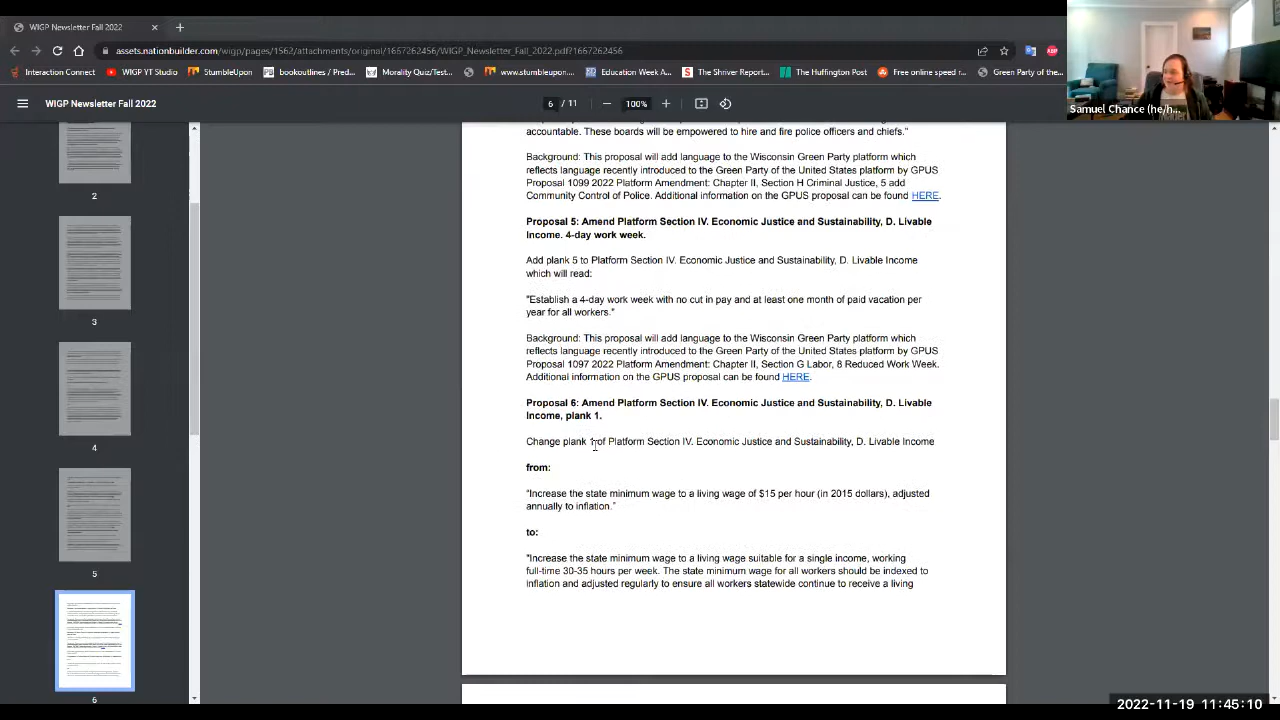 WIGP Newsletter Fall 2022
assets.nationbuilder.com/wigp/pages/1562/attachments/original/1667262456/WIGP_Newsletter_Fall_2022.pdf?1667262456
Interaction Connect
WIGP YT Studio
StumbleUpon
bookoutlines / Pred...
Morality Quiz/Test...
www.stumbleupon....
Education Week A...
The Shriver Report...
The Huffington Post
Free online speed r...
Green Party of the...
WIGP Newsletter Fall 2022
6 / 11
100%
Samuel Chance (he/h...
2
3
4
5
6
accountable. These boards will be empowered to hire and fire police officers and chiefs."
Background: This proposal will add language to the Wisconsin Green Party platform which
reflects language recently introduced to the Green Party of the United States platform by GPUS
Proposal 1099 2022 Platform Amendment: Chapter II, Section H Criminal Justice, 5 add
Community Control of Police. Additional information on the GPUS proposal can be found HERE.
Proposal 5: Amend Platform Section IV. Economic Justice and Sustainability, D. Livable
Income. 4-day work week.
Add plank 5 to Platform Section IV. Economic Justice and Sustainability, D. Livable Income
which will read:
"Establish a 4-day work week with no cut in pay and at least one month of paid vacation per
year for all workers."
Background: This proposal will add language to the Wisconsin Green Party platform which
reflects language recently introduced to the Green Party of the United States platform by GPUS
Proposal 1097 2022 Platform Amendment: Chapter II, Section G Labor, 8 Reduced Work Week.
Additional information on the GPUS proposal can be found HERE.
Proposal 6: Amend Platform Section IV. Economic Justice and Sustainability, D. Livable
Income, plank 1.
Change plank 1 of Platform Section IV. Economic Justice and Sustainability, D. Livable Income
from:
"Increase the state minimum wage to a living wage of $15 per hour (in 2015 dollars), adjusted
annually to inflation."
to:
"Increase the state minimum wage to a living wage suitable for a single income, working
full-time 30-35 hours per week. The state minimum wage for all workers should be indexed to
inflation and adjusted regularly to ensure all workers statewide continue to receive a living
2022-11-19 11:45:10